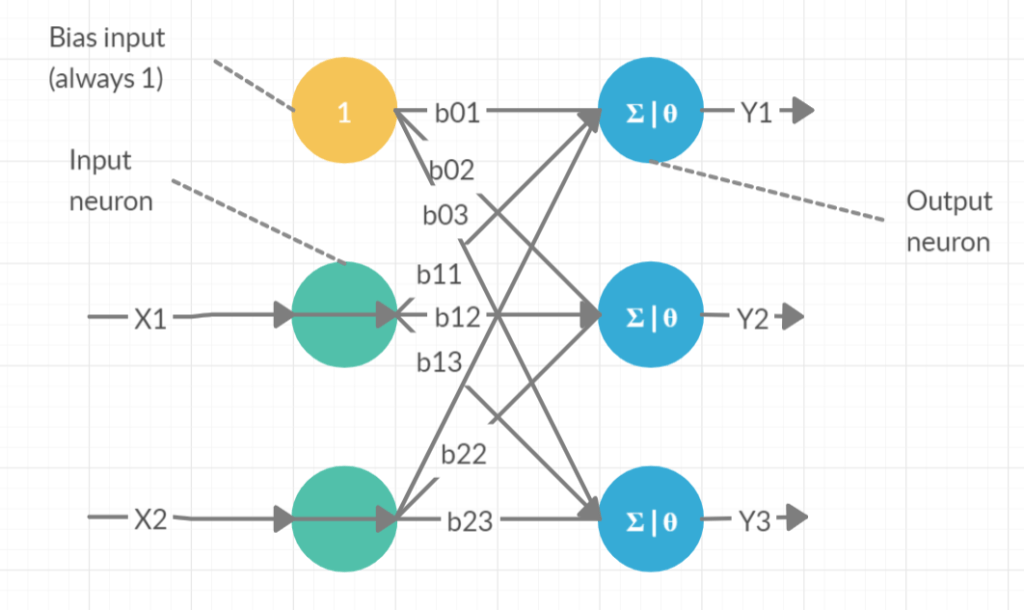 Bias input
(always 1)
1
b01
Σ|θ
Y1
b02
Input
neuron
b03
Output
neuron
b11
X1
b12
Σ|θ
Y2
b13
b22
X2
b23
Σ|θ
Y3